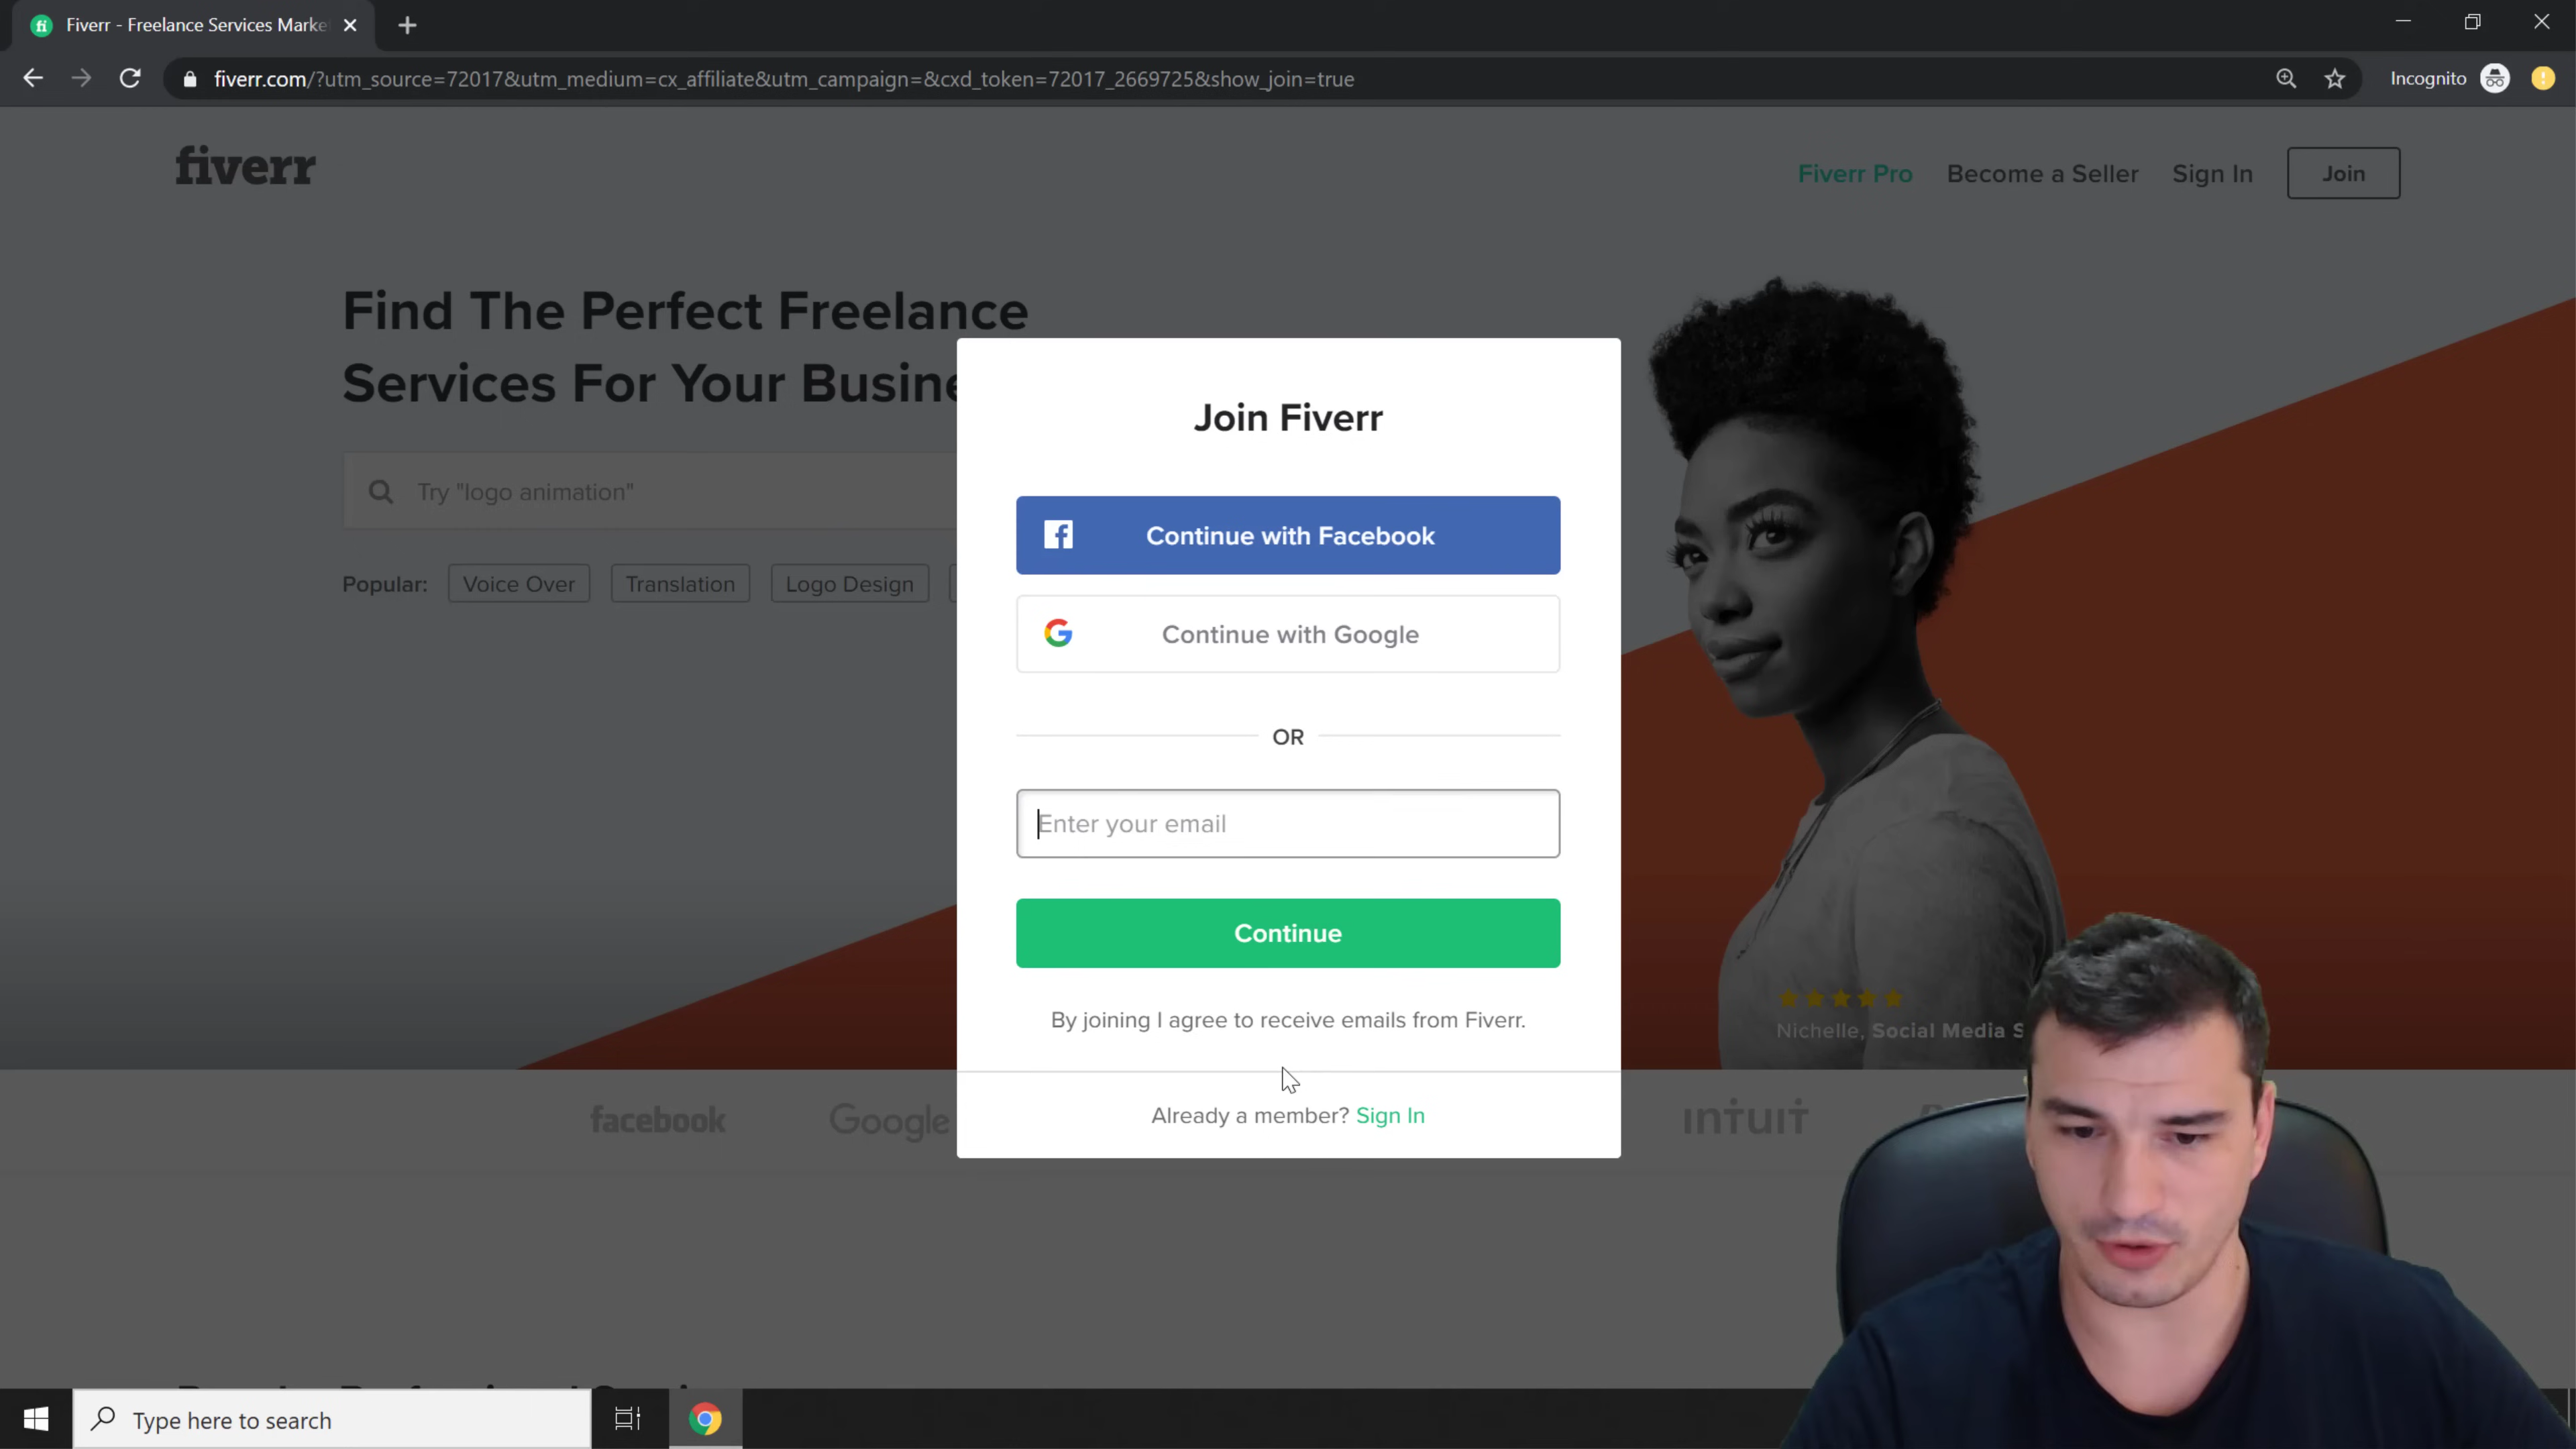 Fiverr - Freelance Services Marke
fiverr.com/?utm_source=72017&utm_medium=cx_affiliate&utm_campaign=&cxd_token=72017_2669725&show_join=true
Incognito
fiverr
Fiverr Pro
Become a Seller
Sign In
Join
Find The Perfect Freelance
Services For Your Busine
Try "logo animation"
Popular:
Voice Over
Translation
Logo Design
Join Fiverr
Continue with Facebook
Continue with Google
OR
Enter your email
Continue
By joining I agree to receive emails from Fiverr.
Already a member? Sign In
Nichelle, Social Media S
facebook
Google
intuit
Type here to search